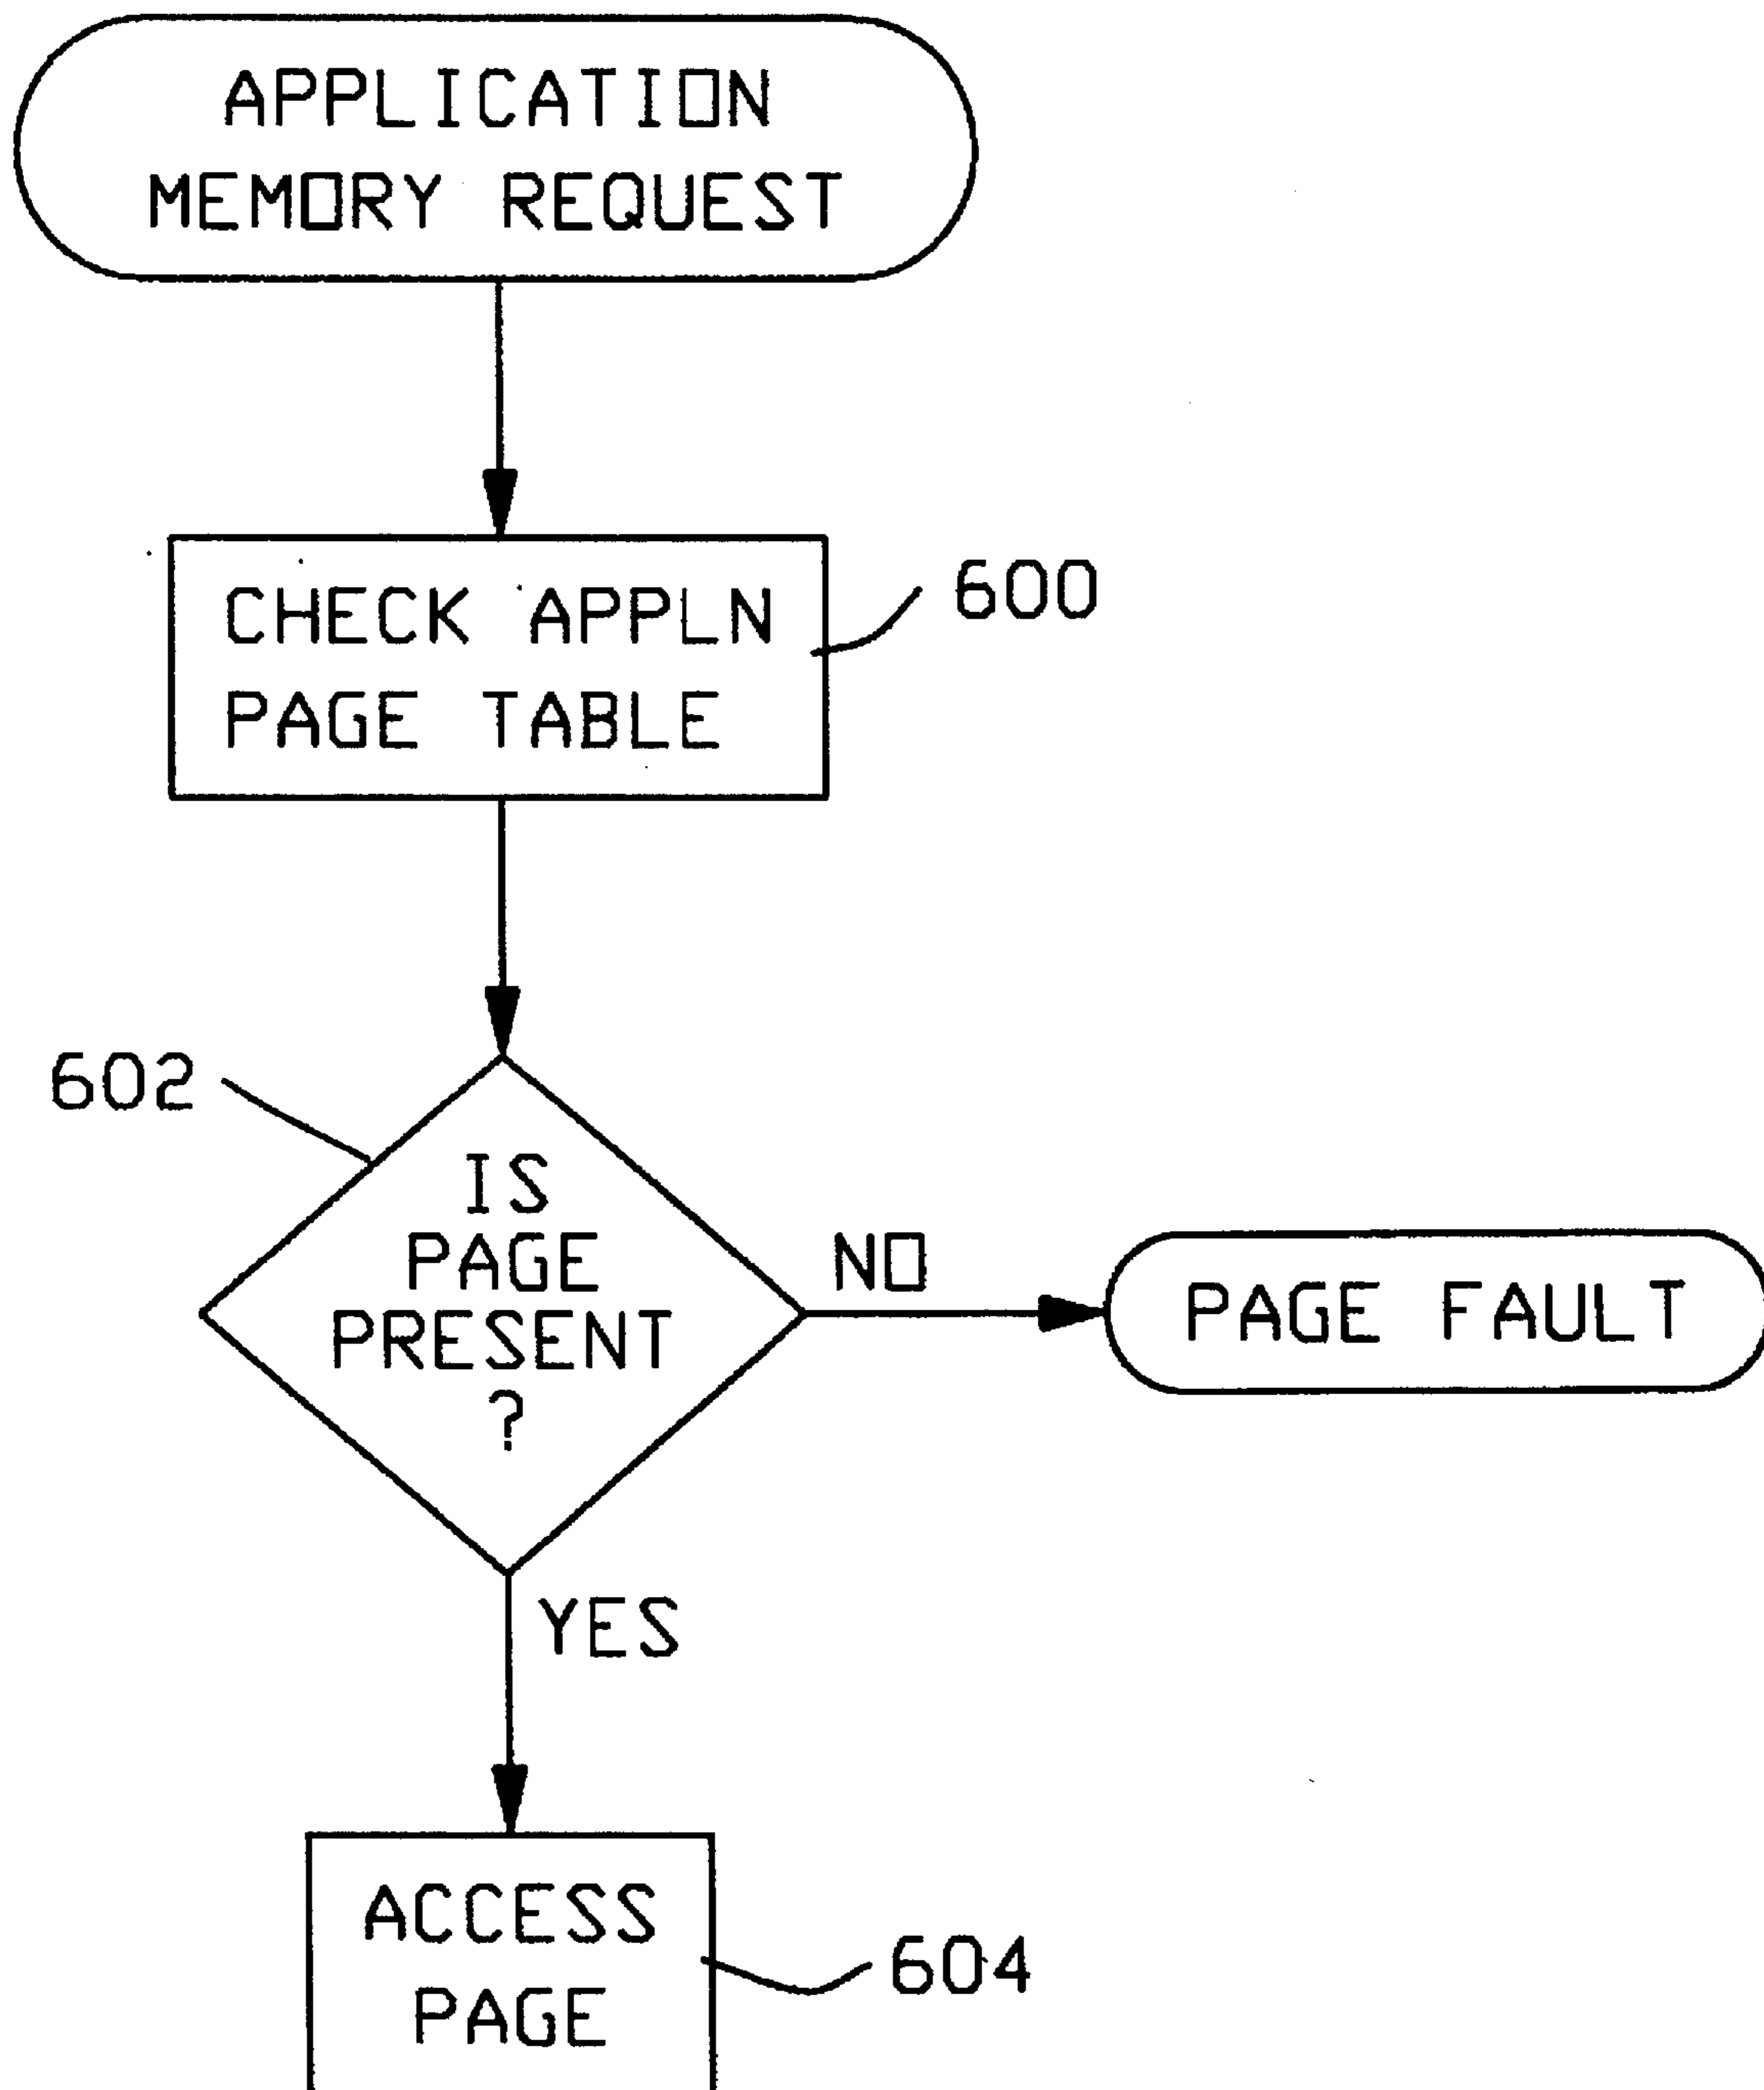 APPLICATION
MEMORY REQUEST
CHECK APPLN
PAGE TABLE
600
602
IS
PAGE
PRESENT
?
NO
PAGE FAULT
YES
ACCESS
PAGE
604